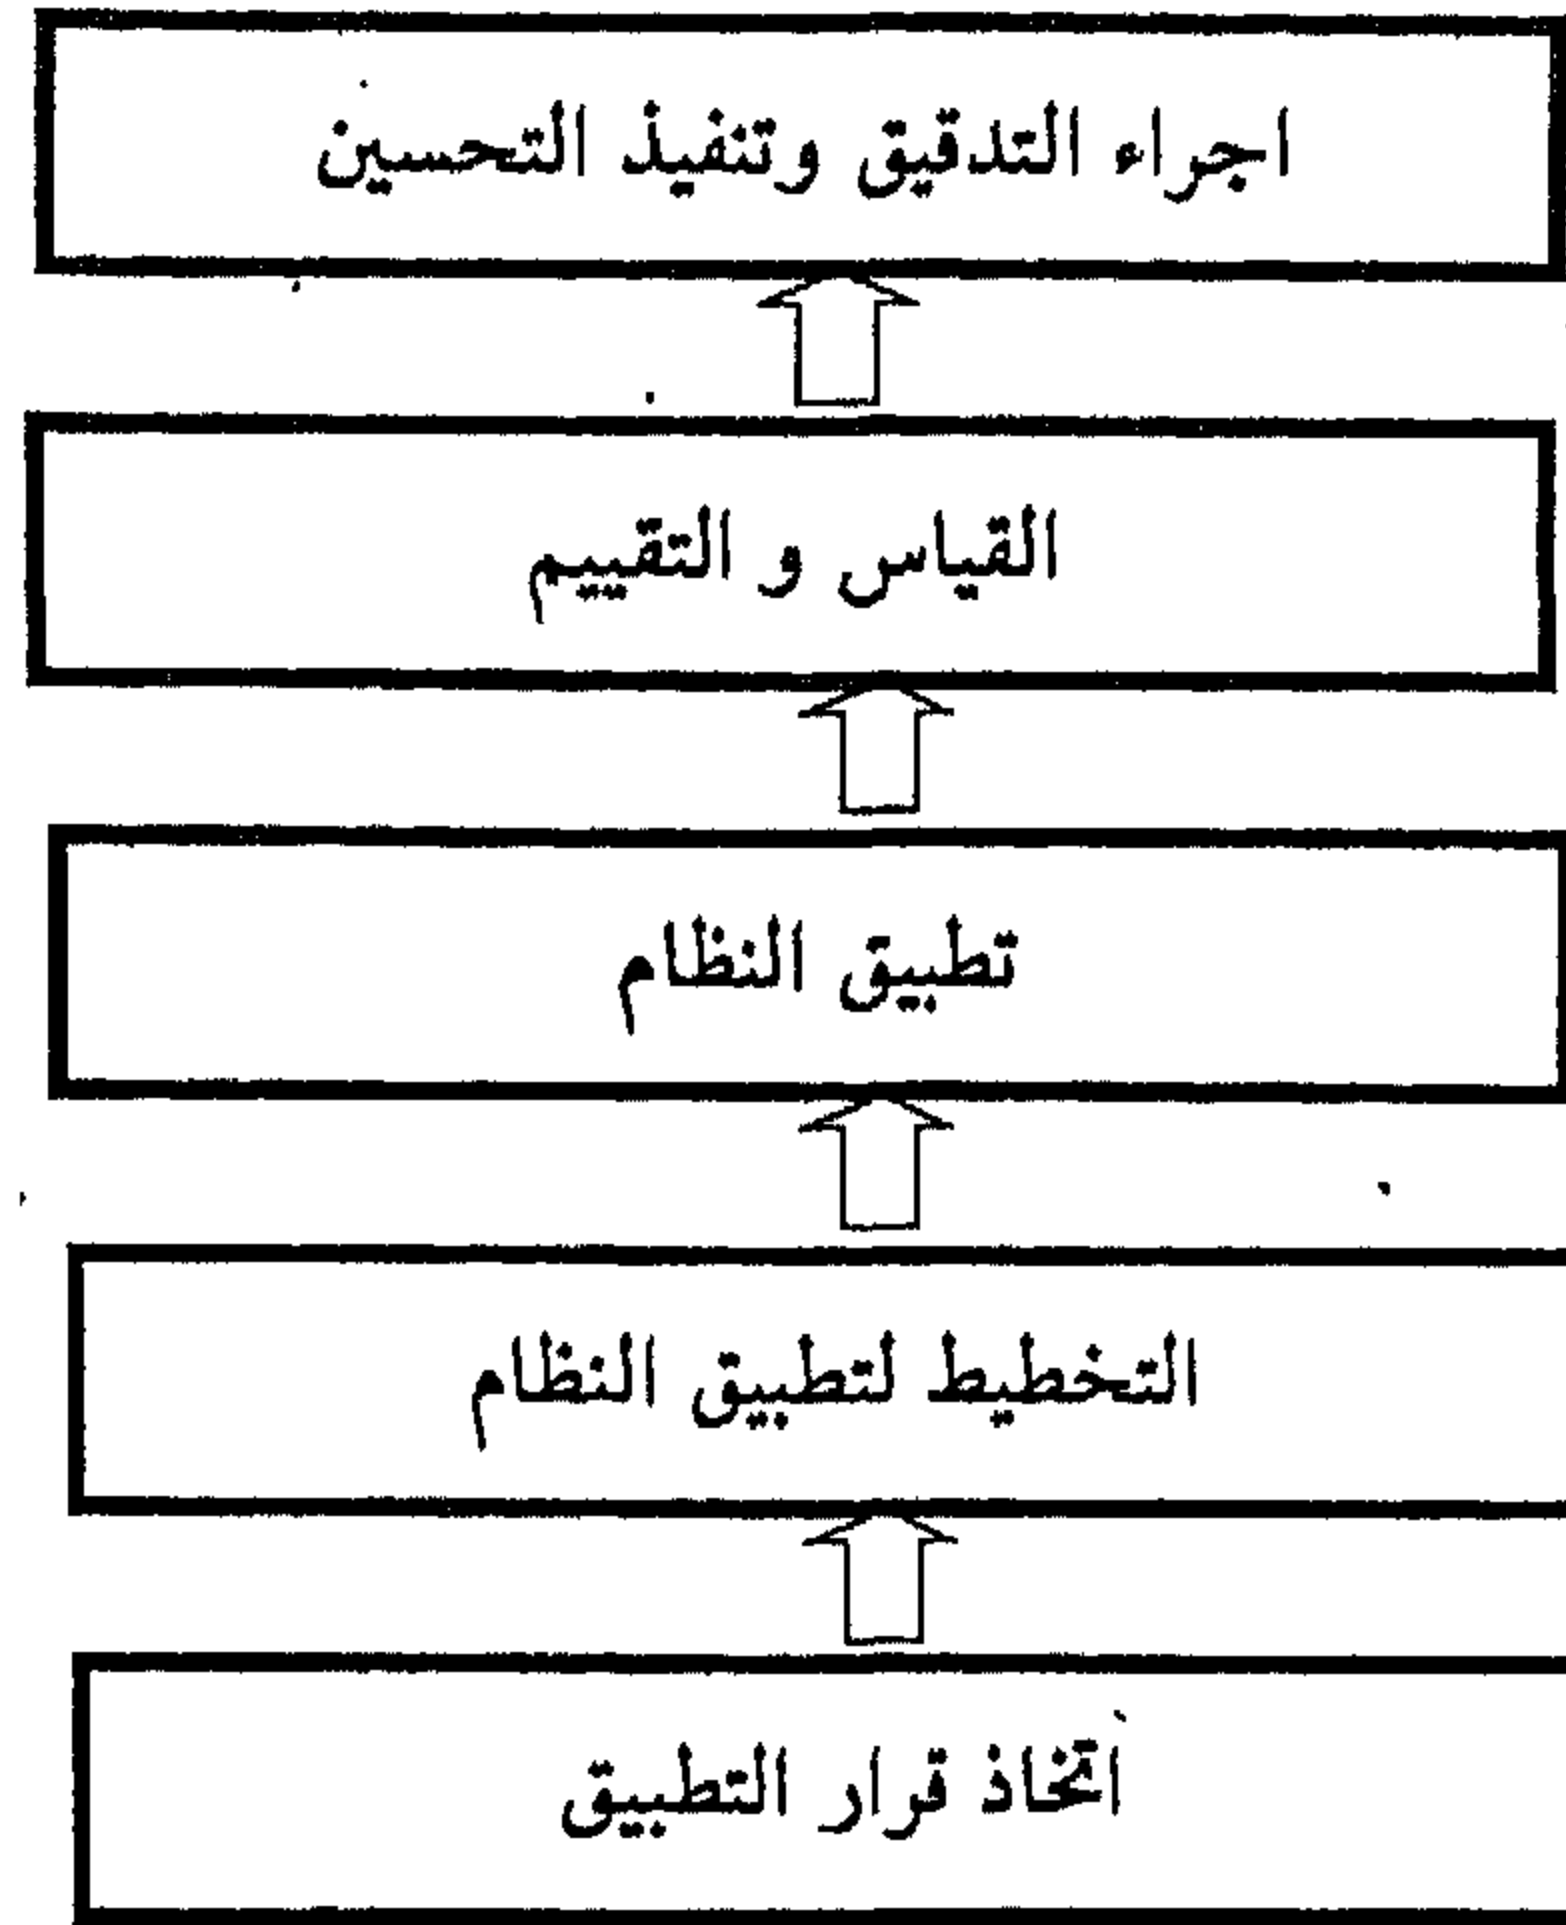 اجراء التدقيق وتنفيذ التحسين
القياس و التقييم
تطبيق النظام
التخطيط لتطبيق النظام
اتخاذ قرار التطبيق